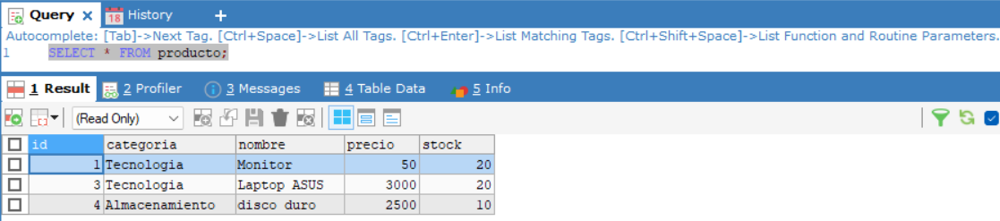 Query History
Autocomplete: [Tab]->Next Tag. [Ctrl+Space]->List All Tags. [Ctrl+Enter]->List Matching Tags. [Ctrl+Shift+Space]->List Function and Routine Parameters.
1 SELECT * FROM producto;
1 Result 2 Profiler 3 Messages 4 Table Data 5 Info
(Read Only)
id categoria nombre precio stock
1 Tecnologia Monitor 50 20
3 Tecnologia Laptop ASUS 3000 20
4 Almacenamiento disco duro 2500 10